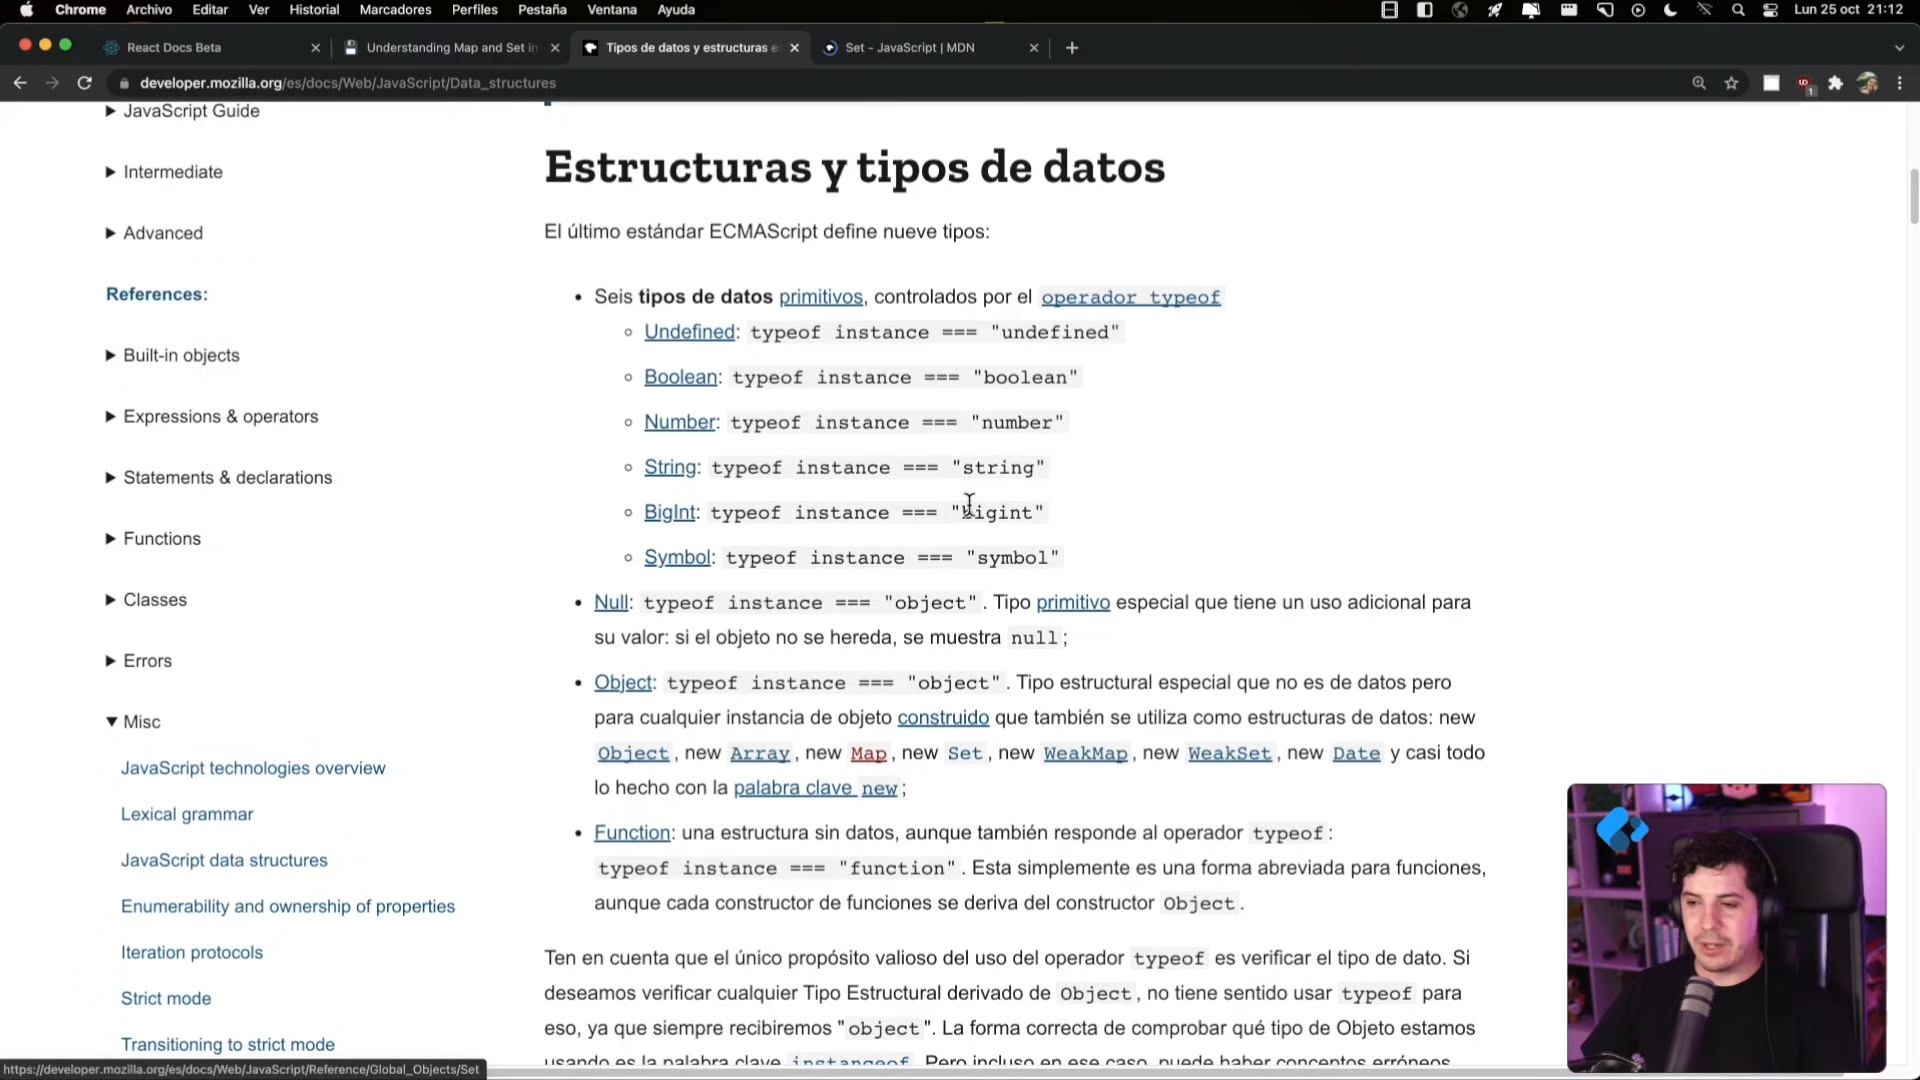 Chrome Archivo Editar Ver Historial Marcadores Perfiles Pestaña Ventana Ayuda Lun 25 oct 21:12
React Docs Beta
Understanding Map and Set in
Tipos de datos y estructuras e
Set - JavaScript | MDN
developer.mozilla.org/es/docs/Web/JavaScript/Data_structures
JavaScript Guide
Intermediate
Advanced
References:
Built-in objects
Expressions & operators
Statements & declarations
Functions
Classes
Errors
Misc
JavaScript technologies overview
Lexical grammar
JavaScript data structures
Enumerability and ownership of properties
Iteration protocols
Strict mode
Transitioning to strict mode
Estructuras y tipos de datos
El último estándar ECMAScript define nueve tipos:
Seis tipos de datos primitivos, controlados por el operador typeof
Undefined: typeof instance === "undefined"
Boolean: typeof instance === "boolean"
Number: typeof instance === "number"
String: typeof instance === "string"
BigInt: typeof instance === "bigint"
Symbol: typeof instance === "symbol"
Null: typeof instance === "object". Tipo primitivo especial que tiene un uso adicional para
su valor: si el objeto no se hereda, se muestra null;
Object: typeof instance === "object". Tipo estructural especial que no es de datos pero
para cualquier instancia de objeto construido que también se utiliza como estructuras de datos: new
Object, new Array, new Map, new Set, new WeakMap, new WeakSet, new Date y casi todo
lo hecho con la palabra clave new;
Function: una estructura sin datos, aunque también responde al operador typeof:
typeof instance === "function". Esta simplemente es una forma abreviada para funciones,
aunque cada constructor de funciones se deriva del constructor Object.
Ten en cuenta que el único propósito valioso del uso del operador typeof es verificar el tipo de dato. Si
deseamos verificar cualquier Tipo Estructural derivado de Object, no tiene sentido usar typeof para
eso, ya que siempre recibiremos "object". La forma correcta de comprobar qué tipo de Objeto estamos
usando es la palabra clave instanceof. Pero incluso en ese caso, puede haber conceptos erróneos
https://developer.mozilla.org/es/docs/Web/JavaScript/Reference/Global_Objects/Set